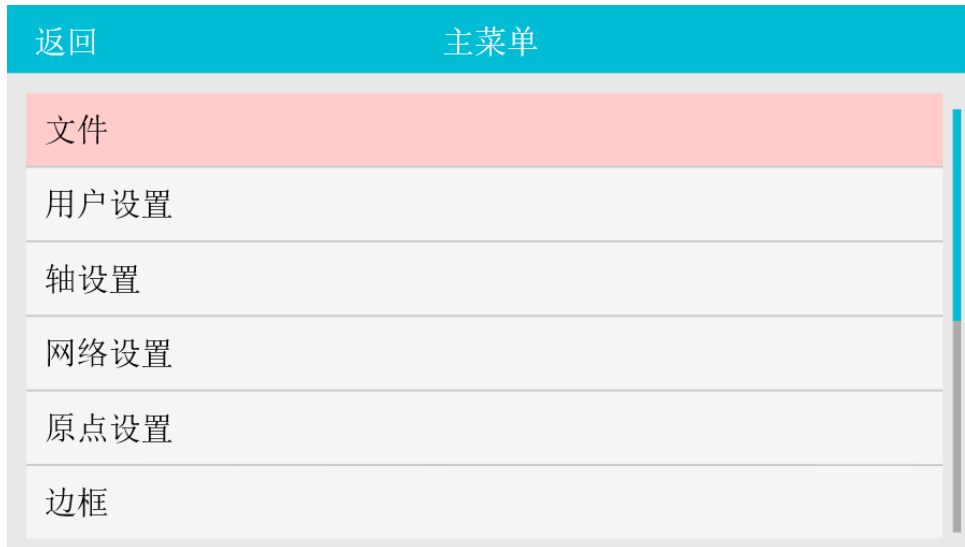 返回 主菜单
文件
用户设置
轴设置
网络设置
原点设置
边框